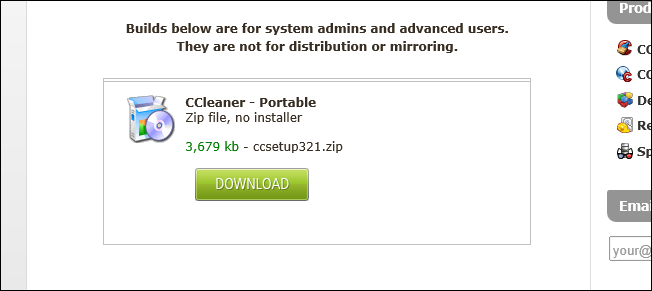 Builds below are for system admins and advanced users.
They are not for distribution or mirroring.
CCleaner - Portable
Zip file, no installer
3,679 kb - ccsetup321.zip
DOWNLOAD
Prod
CC
CC
De
Re
Sp
Emai
your@